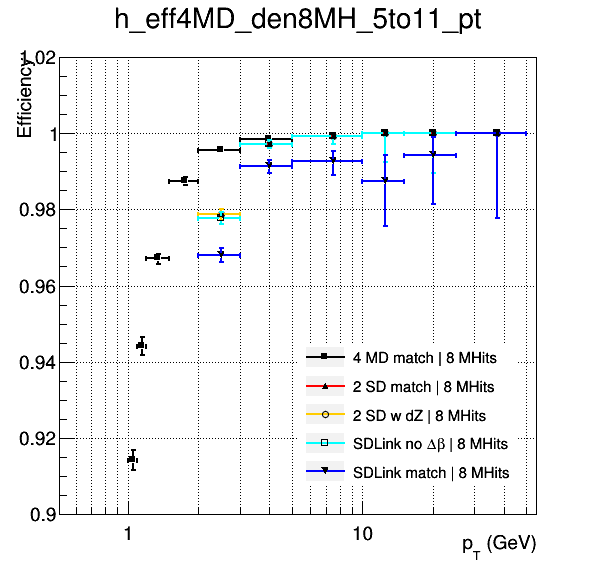 h_eff4MD_den8MH_5to11_pt
Efficiency
1.02
1
0.98
0.96
0.94
0.92
0.9
4 MD match | 8 MHits
2 SD match | 8 MHits
2 SD w dZ | 8 MHits
SDLink no Δβ | 8 MHits
SDLink match | 8 MHits
1
10
p_T (GeV)